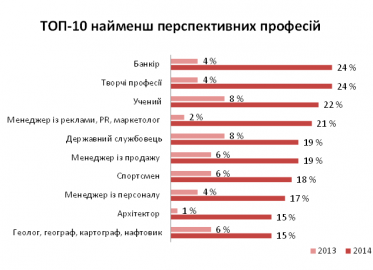 ТОП-10 найменш перспективних професій
Банкір 4 % 24 %
Творчі професії 4 % 24 %
Учений 8 % 22 %
Менеджер із реклами, PR, маркетолог 2 % 21 %
Державний службовець 8 % 19 %
Менеджер із продажу 6 % 19 %
Спортсмен 6 % 18 %
Менеджер із персоналу 4 % 17 %
Архітектор 1 % 15 %
Геолог, географ, картограф, нафтовик 6 % 15 %
2013 2014